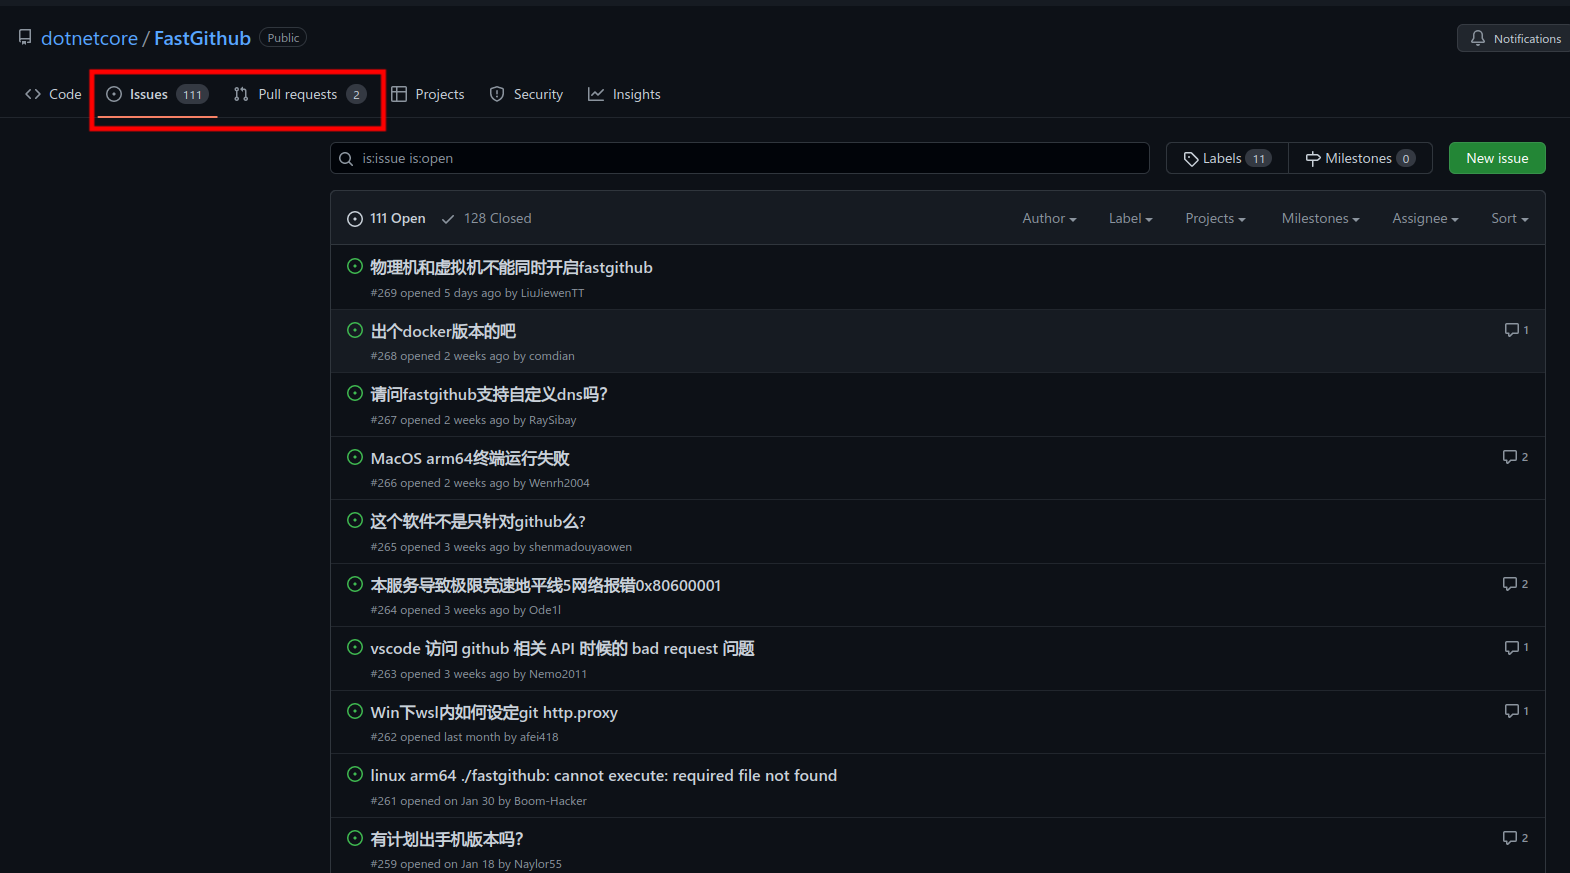 dotnetcore / FastGithub Public
Notifications
Code Issues 111 Pull requests 2 Projects Security Insights
is:issue is:open
Labels 11 Milestones 0 New issue
111 Open 128 Closed Author Label Projects Milestones Assignee Sort
物理机和虚拟机不能同时开启fastgithub
#269 opened 5 days ago by LiuJiewenTT
出个docker版本的吧 1
#268 opened 2 weeks ago by comdian
请问fastgithub支持自定义dns吗?
#267 opened 2 weeks ago by RaySibay
MacOS arm64终端运行失败 2
#266 opened 2 weeks ago by Wenrh2004
这个软件不是只针对github么?
#265 opened 3 weeks ago by shenmadouyaowen
本服务导致极限竞速地平线5网络报错0x80600001 2
#264 opened 3 weeks ago by Ode1l
vscode 访问 github 相关 API 时候的 bad request 问题 1
#263 opened 3 weeks ago by Nemo2011
Win下wsl内如何设定git http.proxy 1
#262 opened last month by afei418
linux arm64 ./fastgithub: cannot execute: required file not found
#261 opened on Jan 30 by Boom-Hacker
有计划出手机版本吗? 2
#259 opened on Jan 18 by Naylor55